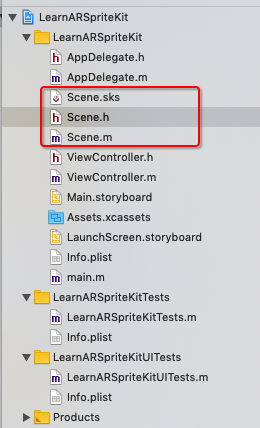 LearnARSpriteKit
LearnARSpriteKit
AppDelegate.h
AppDelegate.m
Scene.sks
Scene.h
Scene.m
ViewController.h
ViewController.m
Main.storyboard
Assets.xcassets
LaunchScreen.storyboard
Info.plist
main.m
LearnARSpriteKitTests
LearnARSpriteKitTests.m
Info.plist
LearnARSpriteKitUITests
LearnARSpriteKitUITests.m
Info.plist
Products